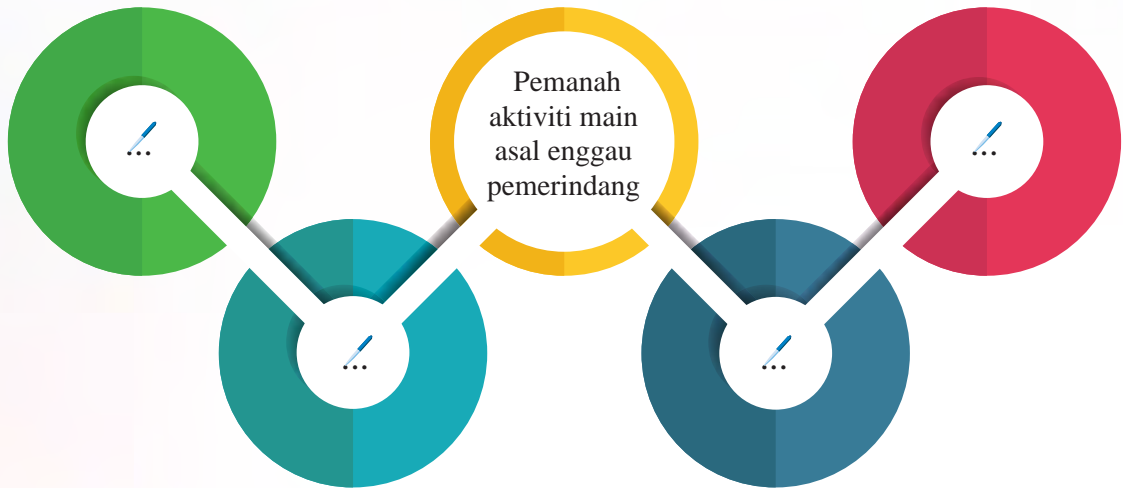 Pemanah
aktiviti main
asal enggau
pemerindang
...
...
...
...